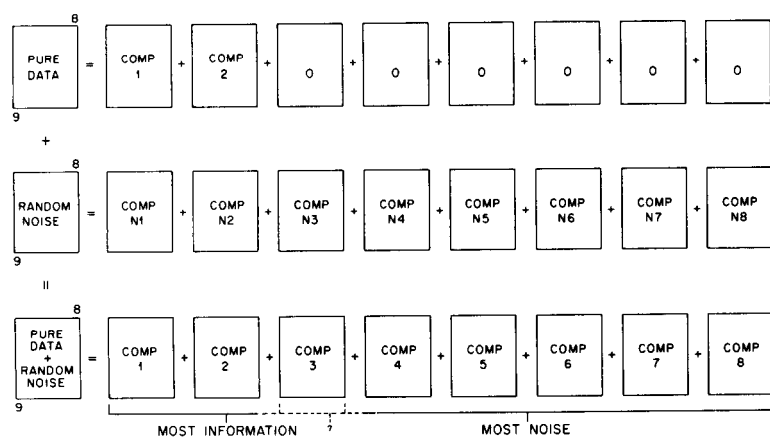 8
PURE DATA = COMP 1 + COMP 2 + 0 + 0 + 0 + 0 + 0 + 0
9
+
8
RANDOM NOISE = COMP N1 + COMP N2 + COMP N3 + COMP N4 + COMP N5 + COMP N6 + COMP N7 + COMP N8
9
=
8
PURE DATA + RANDOM NOISE = COMP 1 + COMP 2 + COMP 3 + COMP 4 + COMP 5 + COMP 6 + COMP 7 + COMP 8
9
MOST INFORMATION ? MOST NOISE